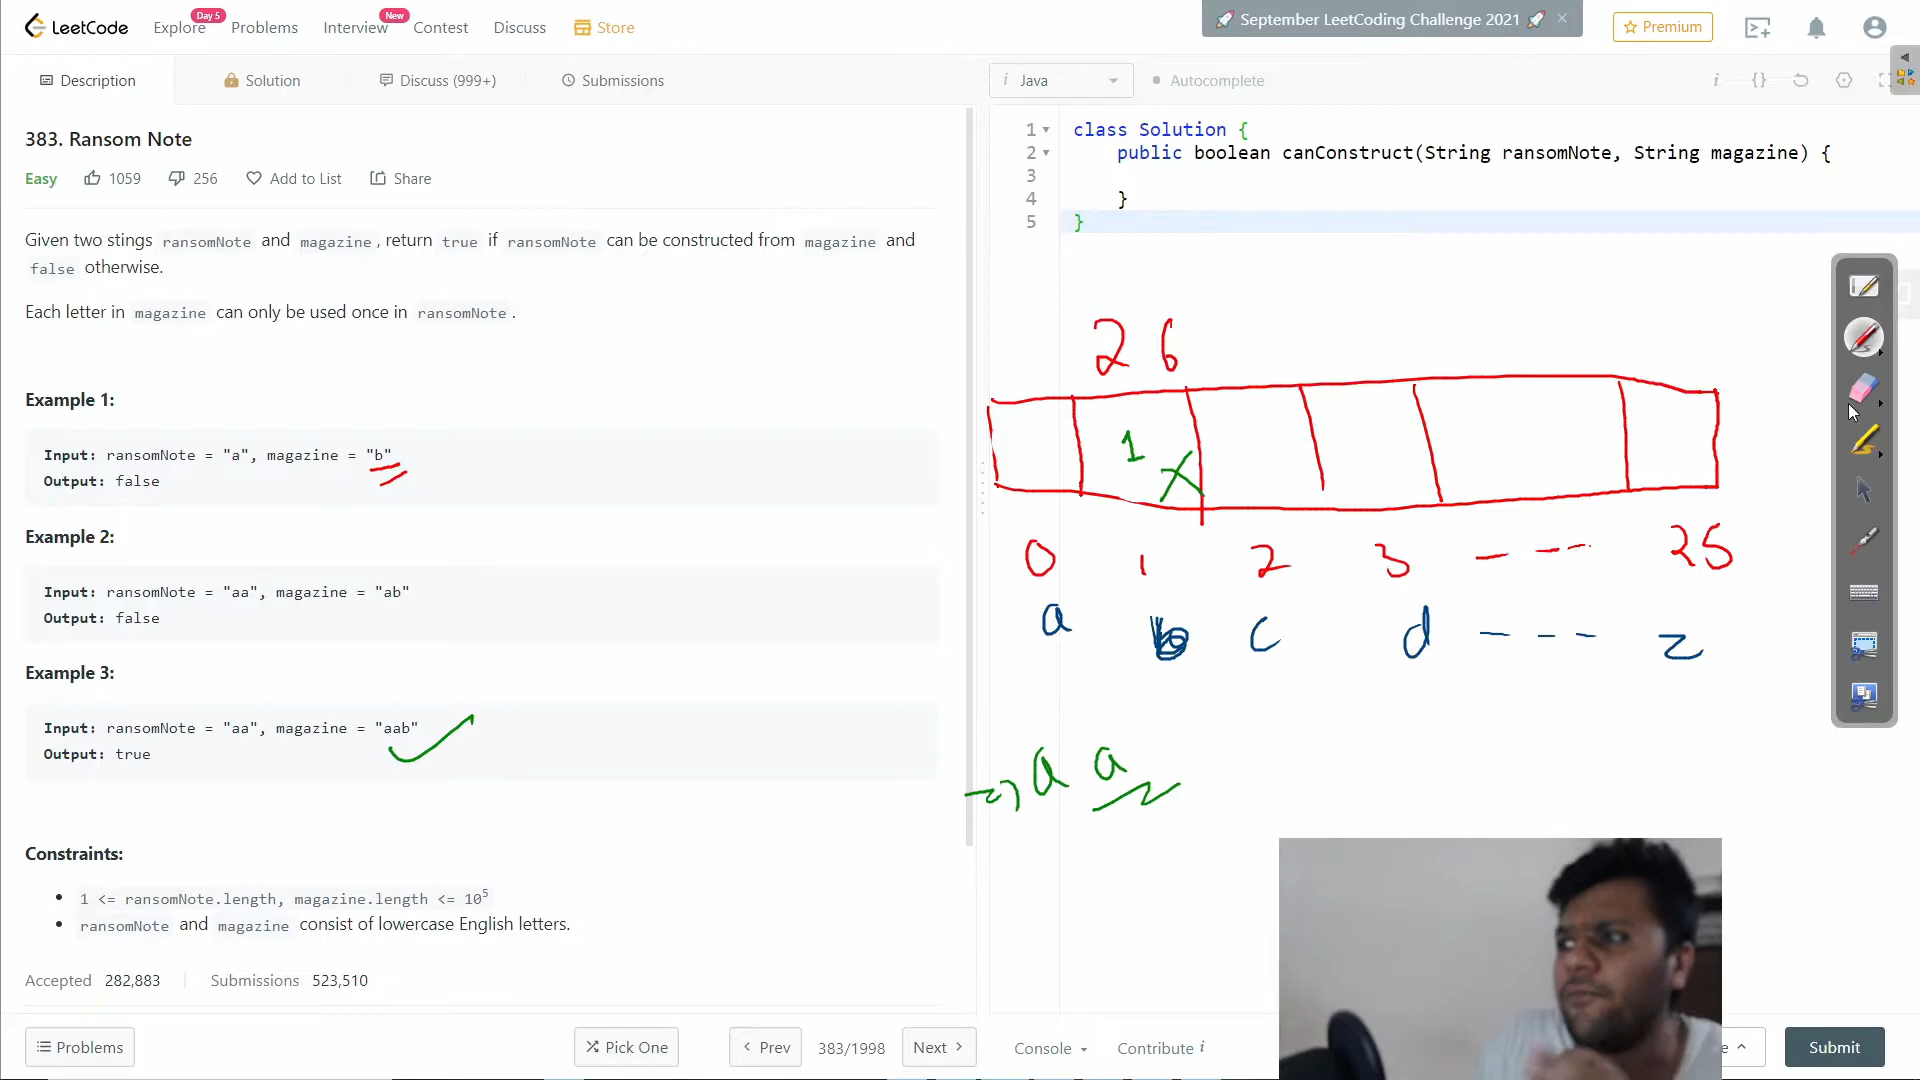 LeetCode
Explore
Day 5
Problems
Interview
New
Contest
Discuss
Store
🚀 September LeetCoding Challenge 2021 🚀
Premium
Description
Solution
Discuss (999+)
Submissions
Java
Autocomplete
383. Ransom Note
Easy
1059
256
Add to List
Share
Given two stings ransomNote and magazine, return true if ransomNote can be constructed from magazine and
false otherwise.
Each letter in magazine can only be used once in ransomNote.
Example 1:
Input: ransomNote = "a", magazine = "b"
Output: false
Example 2:
Input: ransomNote = "aa", magazine = "ab"
Output: false
Example 3:
Input: ransomNote = "aa", magazine = "aab"
Output: true
Constraints:
1 <= ransomNote.length, magazine.length <= 10⁵
ransomNote and magazine consist of lowercase English letters.
Accepted 282,883
Submissions 523,510
Problems
Pick One
Prev
383/1998
Next
1 class Solution {
2 public boolean canConstruct(String ransomNote, String magazine) {
3
4 }
5 }
26
1
0 1 2 3 - - - 25
a b c d - - - z
a a
Console
Contribute
Submit